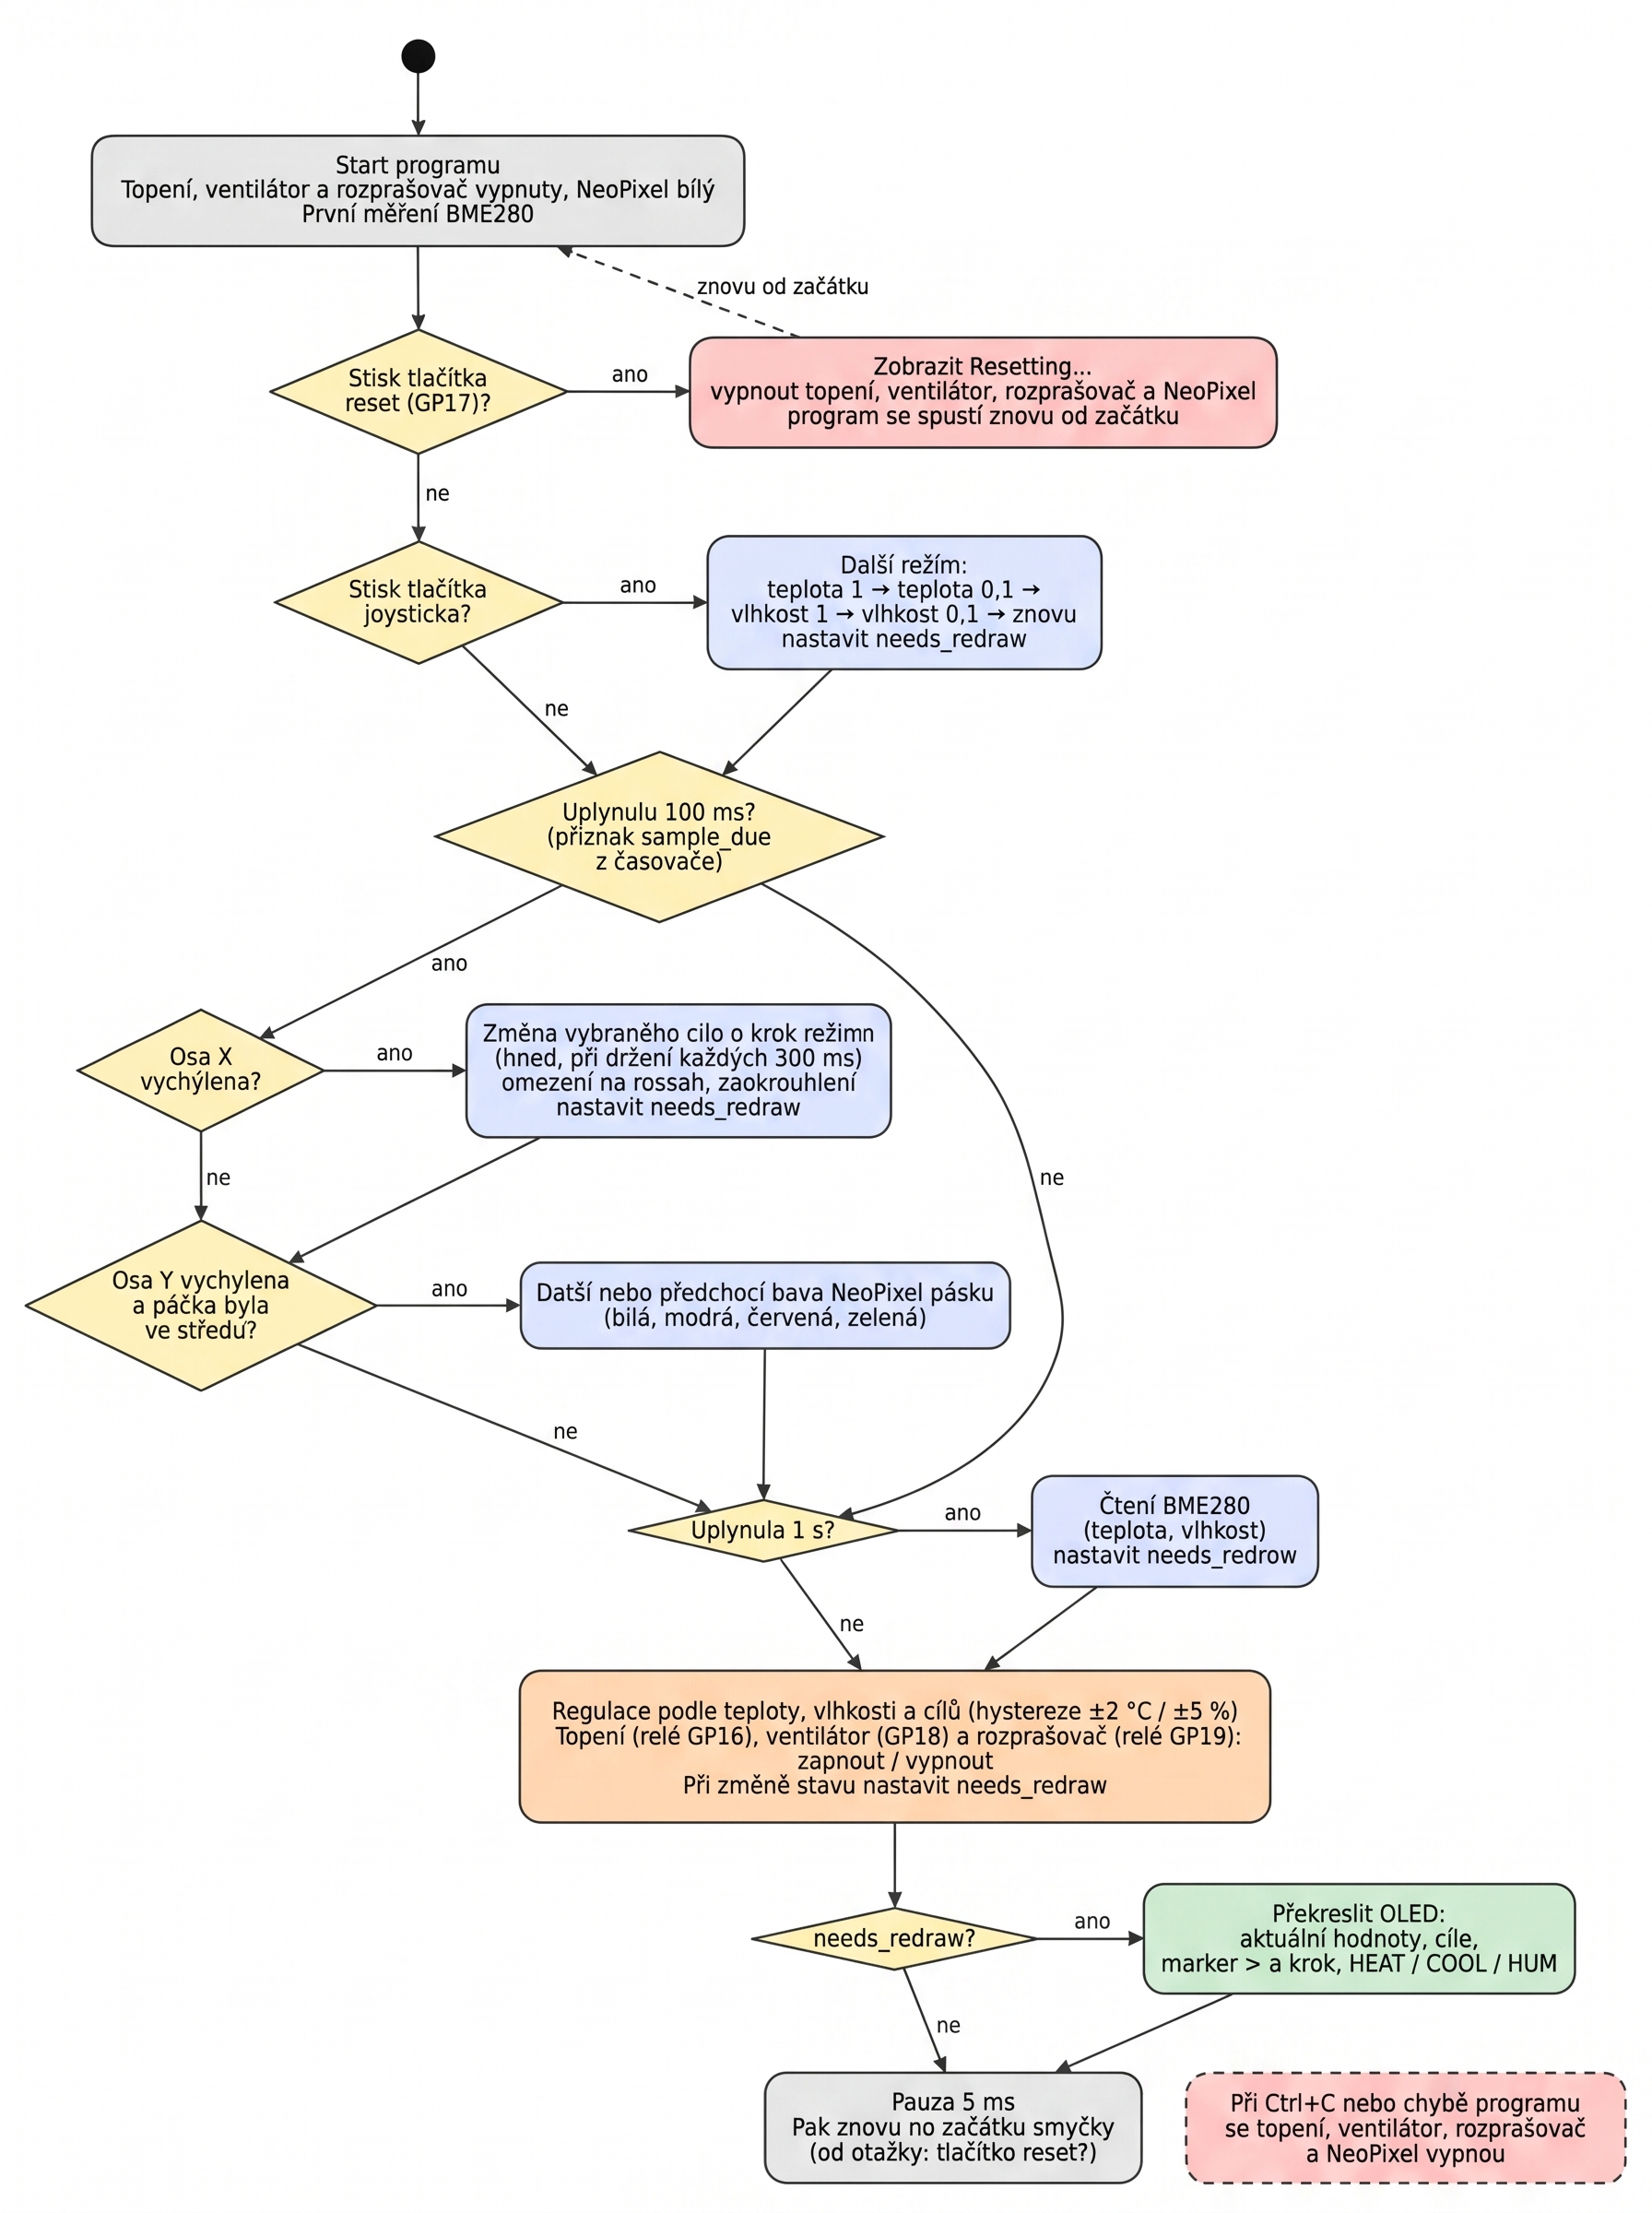 Start programu
Topení, ventilátor a rozprašovač vypnuty, NeoPixel bílý
První měření BME280
znovu od začátku
Stisk tlačítka
reset (GP17)?
ano
Zobrazit Resetting...
vypnout topení, ventilátor, rozprašovač a NeoPixel
program se spustí znovu od začátku
ne
Stisk tlačítka
joysticka?
ano
Další režím:
teplota 1 → teplota 0,1 →
vlhkost 1 → vlhkost 0,1 → znovu
nastavit needs_redraw
ne
Uplynulu 100 ms?
(přiznak sample_due
z časovače)
ano
Osa X
vychýlena?
ano
Změna vybraněho cilo o krok režimn
(hned, při držení každých 300 ms)
omezení na rossah, zaokrouhlení
nastavit needs_redraw
ne
ne
Osa Y vychylena
a páčka byla
ve středu?
ano
Datší nebo předchocí bava NeoPixel pásku
(bilá, modrá, červená, zelená)
ne
Uplynula 1 s?
ano
Čtení BME280
(teplota, vlhkost)
nastavit needs_redrow
ne
Regulace podle teploty, vlhkosti a cílů (hystereze ±2 °C / ±5 %)
Topení (relé GP16), ventilátor (GP18) a rozprašovač (relé GP19):
zapnout / vypnout
Při změně stavu nastavit needs_redraw
needs_redraw?
ano
Překreslit OLED:
aktuální hodnoty, cíle,
marker > a krok, HEAT / COOL / HUM
ne
Pauza 5 ms
Pak znovu no začátku smyčky
(od otažky: tlačítko reset?)
Při Ctrl+C nebo chybě programu
se topení, ventilátor, rozprašovač
a NeoPixel vypnou